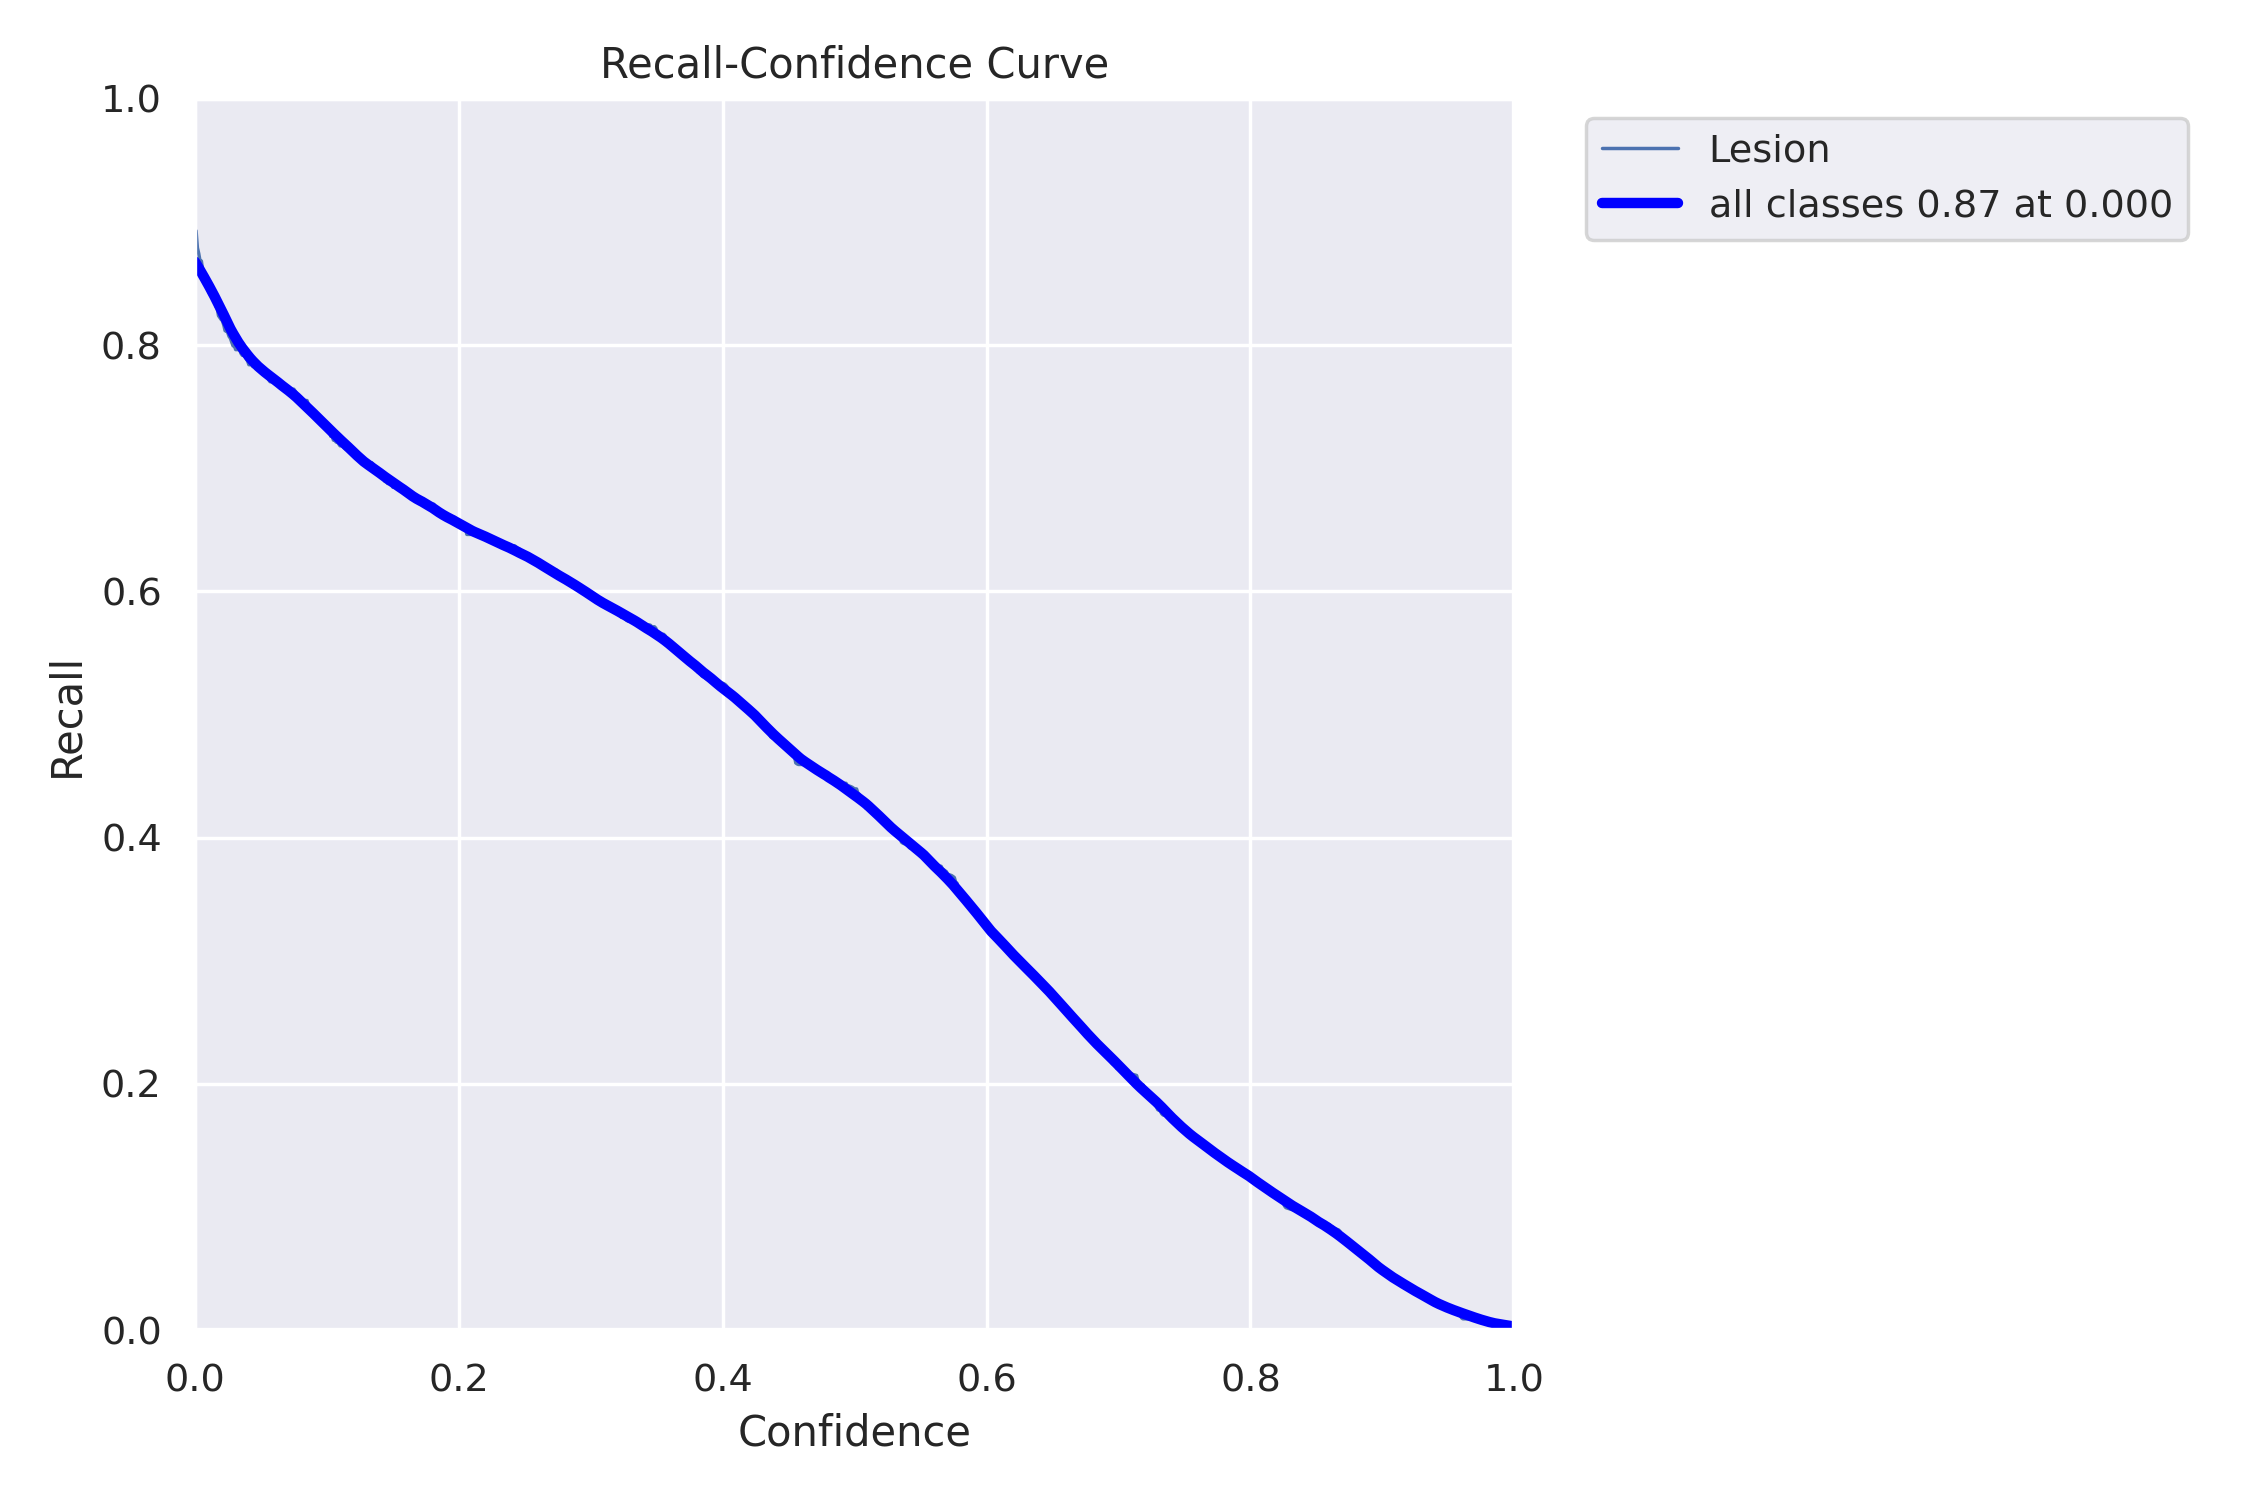 Recall-Confidence Curve
1.0
0.8
0.6
0.4
0.2
0.0
Recall
0.0 0.2 0.4 0.6 0.8 1.0
Confidence
Lesion
all classes 0.87 at 0.000